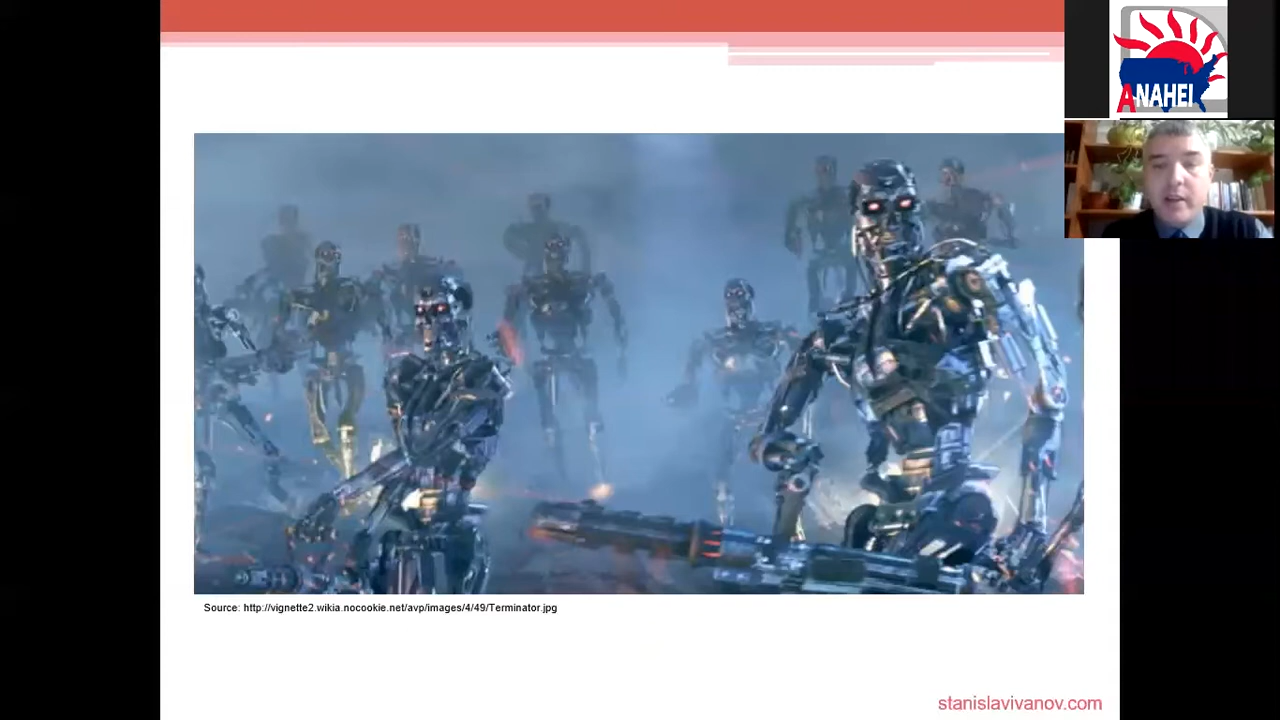 ANAHEI
Source: http://vignette2.wikia.nocookie.net/avp/images/4/49/Terminator.jpg
stanislavivanov.com